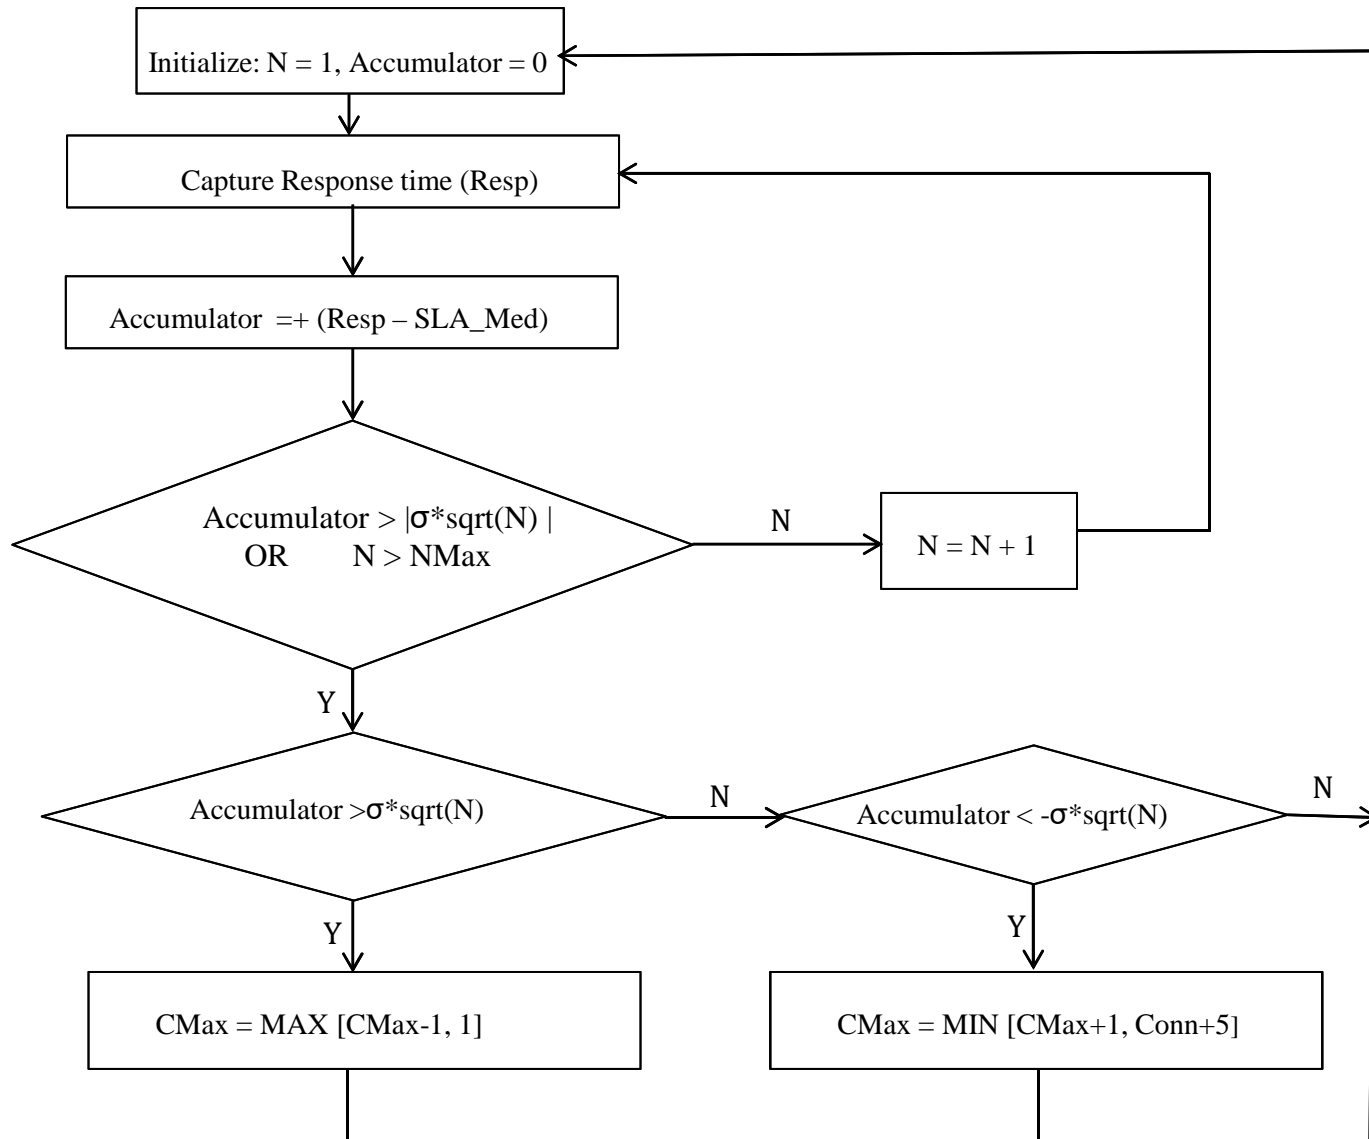 Initialize: N = 1, Accumulator = 0
Capture Response time (Resp)
Accumulator =+ (Resp – SLA_Med)
Accumulator > |σ*sqrt(N) |
OR N > NMax
N
N = N + 1
Y
Accumulator >σ*sqrt(N)
N
Accumulator < -σ*sqrt(N)
N
Y
Y
CMax = MAX [CMax-1, 1]
CMax = MIN [CMax+1, Conn+5]